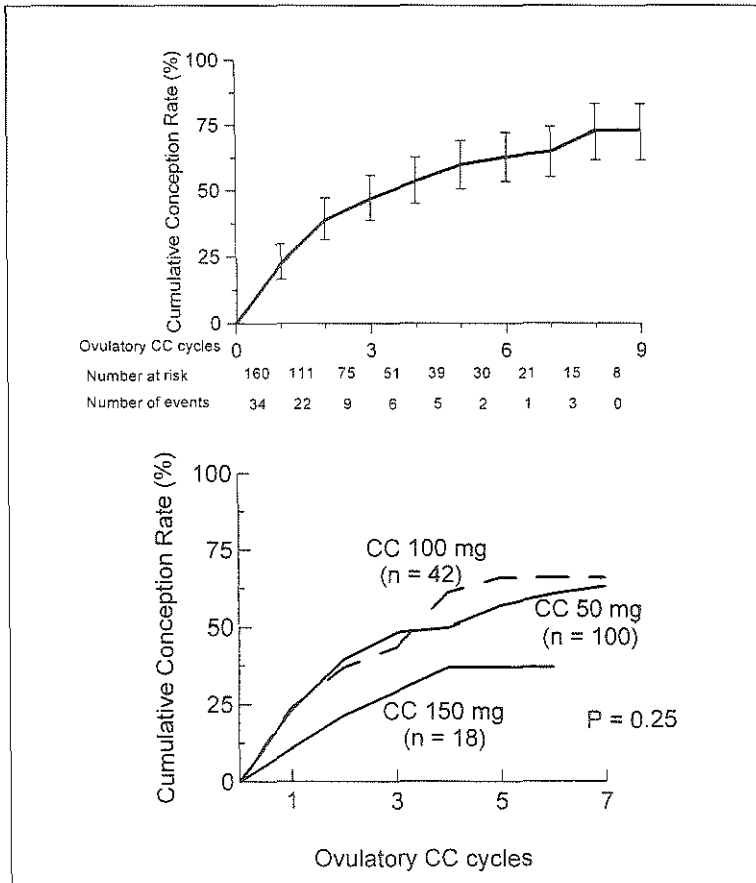 100
75
50
25
0
Cumulative Conception Rate (%)
Ovulatory CC cycles 0 3 6 9
Number at risk 160 111 75 51 39 30 21 15 8
Number of events 34 22 9 6 5 2 1 3 0
100
75
50
25
0
Cumulative Conception Rate (%)
CC 100 mg
(n = 42)
CC 50 mg
(n = 100)
CC 150 mg
(n = 18)
P = 0.25
1 3 5 7
Ovulatory CC cycles